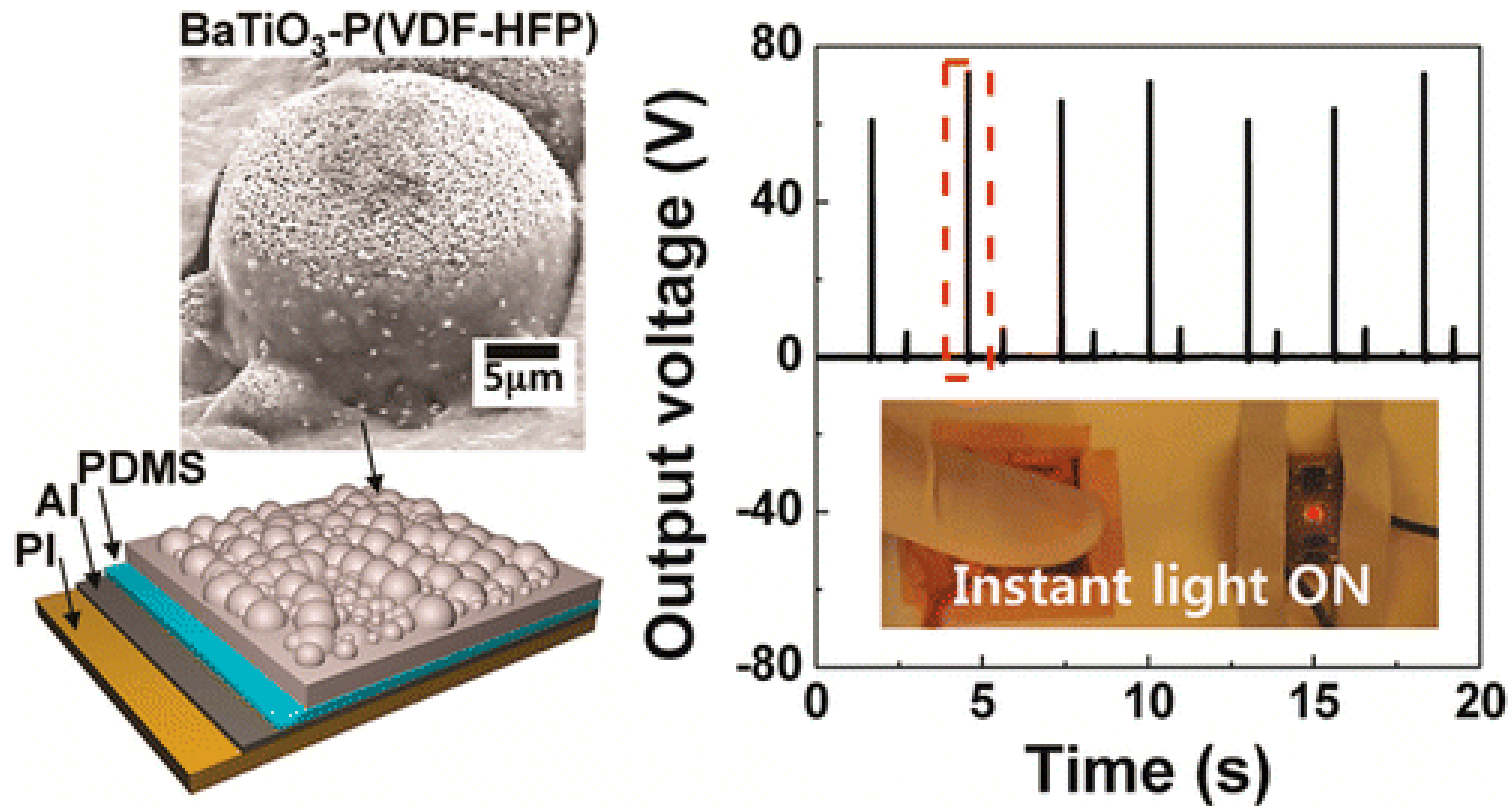 BaTiO₃-P(VDF-HFP)
5μm
PDMS
Al
PI
Output voltage (V)
80
40
0
-40
-80
Instant light ON
0 5 10 15 20
Time (s)